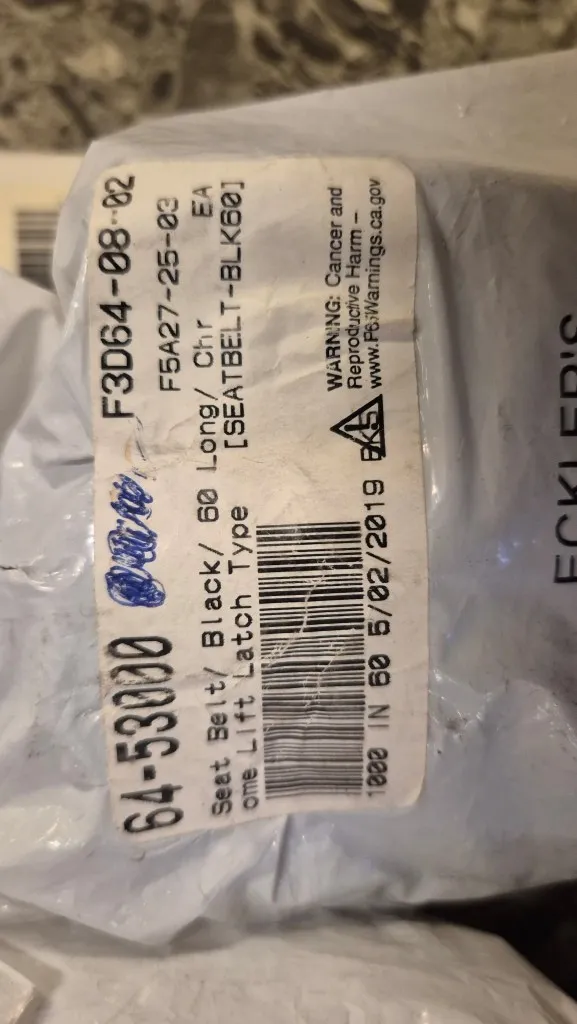 64-53000 F3D64-08-02
F5A27-25-03
Seat Belt/ Black/ 60 Long/ Chr EA
ome Lift Latch Type [SEATBELT-BLK60]
WARNING: Cancer and
Reproductive Harm –
www.P65Warnings.ca.gov
1000 IN 60 5/02/2019
ECKLER'S